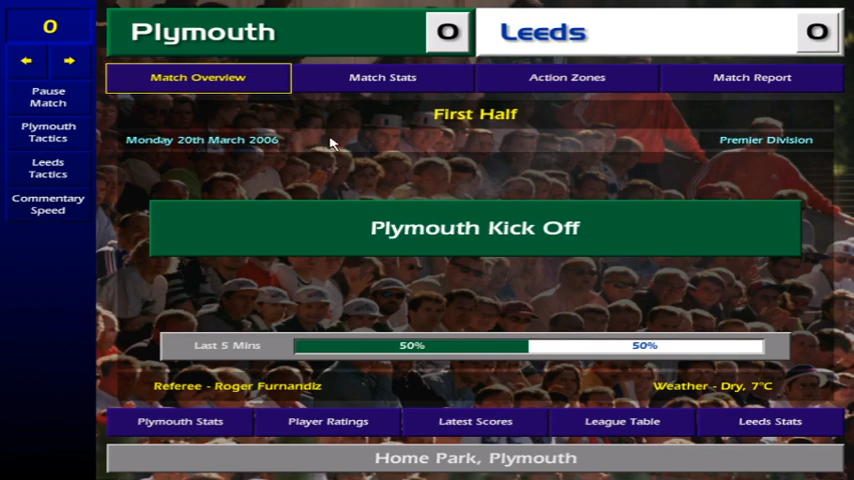 0
Plymouth 0 Leeds 0
Pause Match
Plymouth Tactics
Leeds Tactics
Commentary Speed
Match Overview Match Stats Action Zones Match Report
First Half
Monday 20th March 2006 Premier Division
Plymouth Kick Off
Last 5 Mins 50% 50%
Referee - Roger Furnandiz Weather - Dry, 7°C
Plymouth Stats Player Ratings Latest Scores League Table Leeds Stats
Home Park, Plymouth